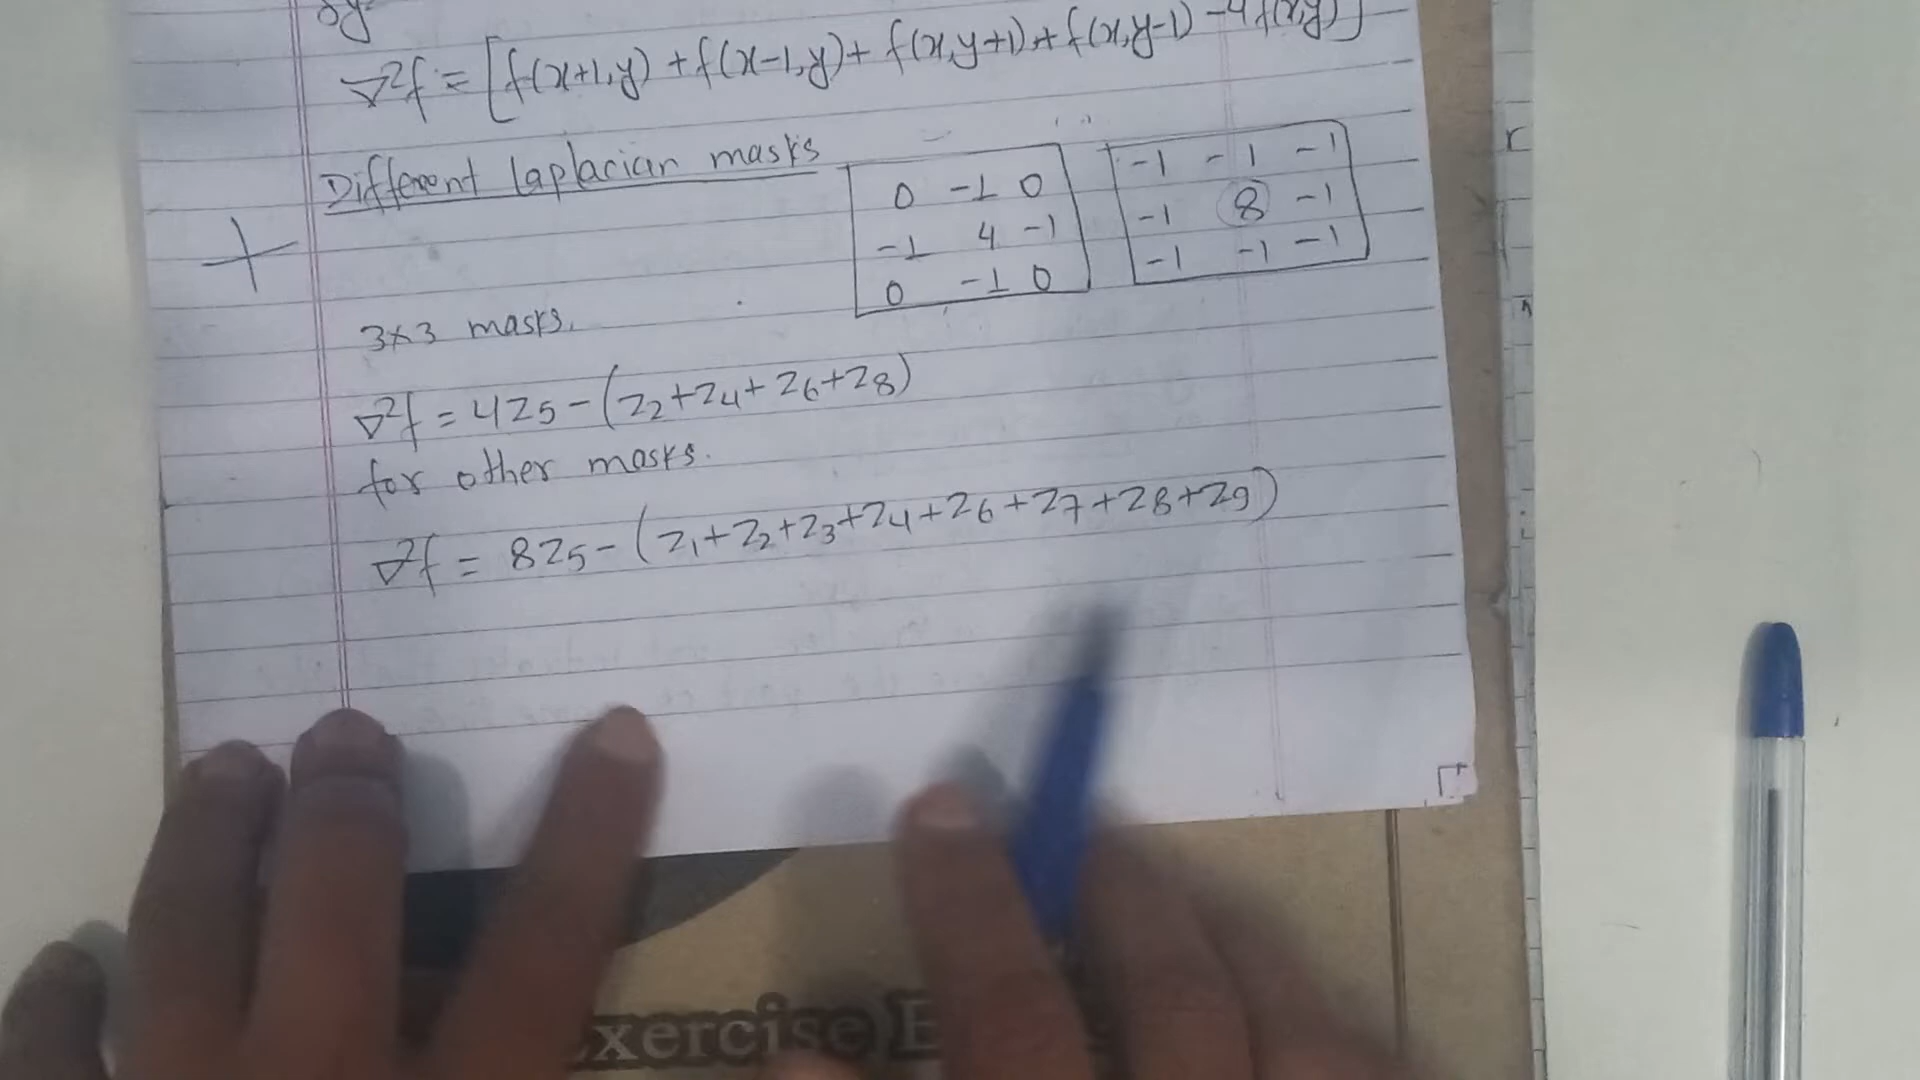 ∇²f = [f(x+1,y) + f(x-1,y) + f(x,y+1) + f(x,y-1) - 4f(x,y)]
Different laplacian masks
0 -1 0
-1 4 -1
0 -1 0
-1 -1 -1
-1 8 -1
-1 -1 -1
3×3 masks.
∇²f = 4Z5 - (Z2+Z4+Z6+Z8)
for other masks.
∇²f = 8Z5 - (Z1+Z2+Z3+Z4+Z6+Z7+Z8+Z9)
xercise